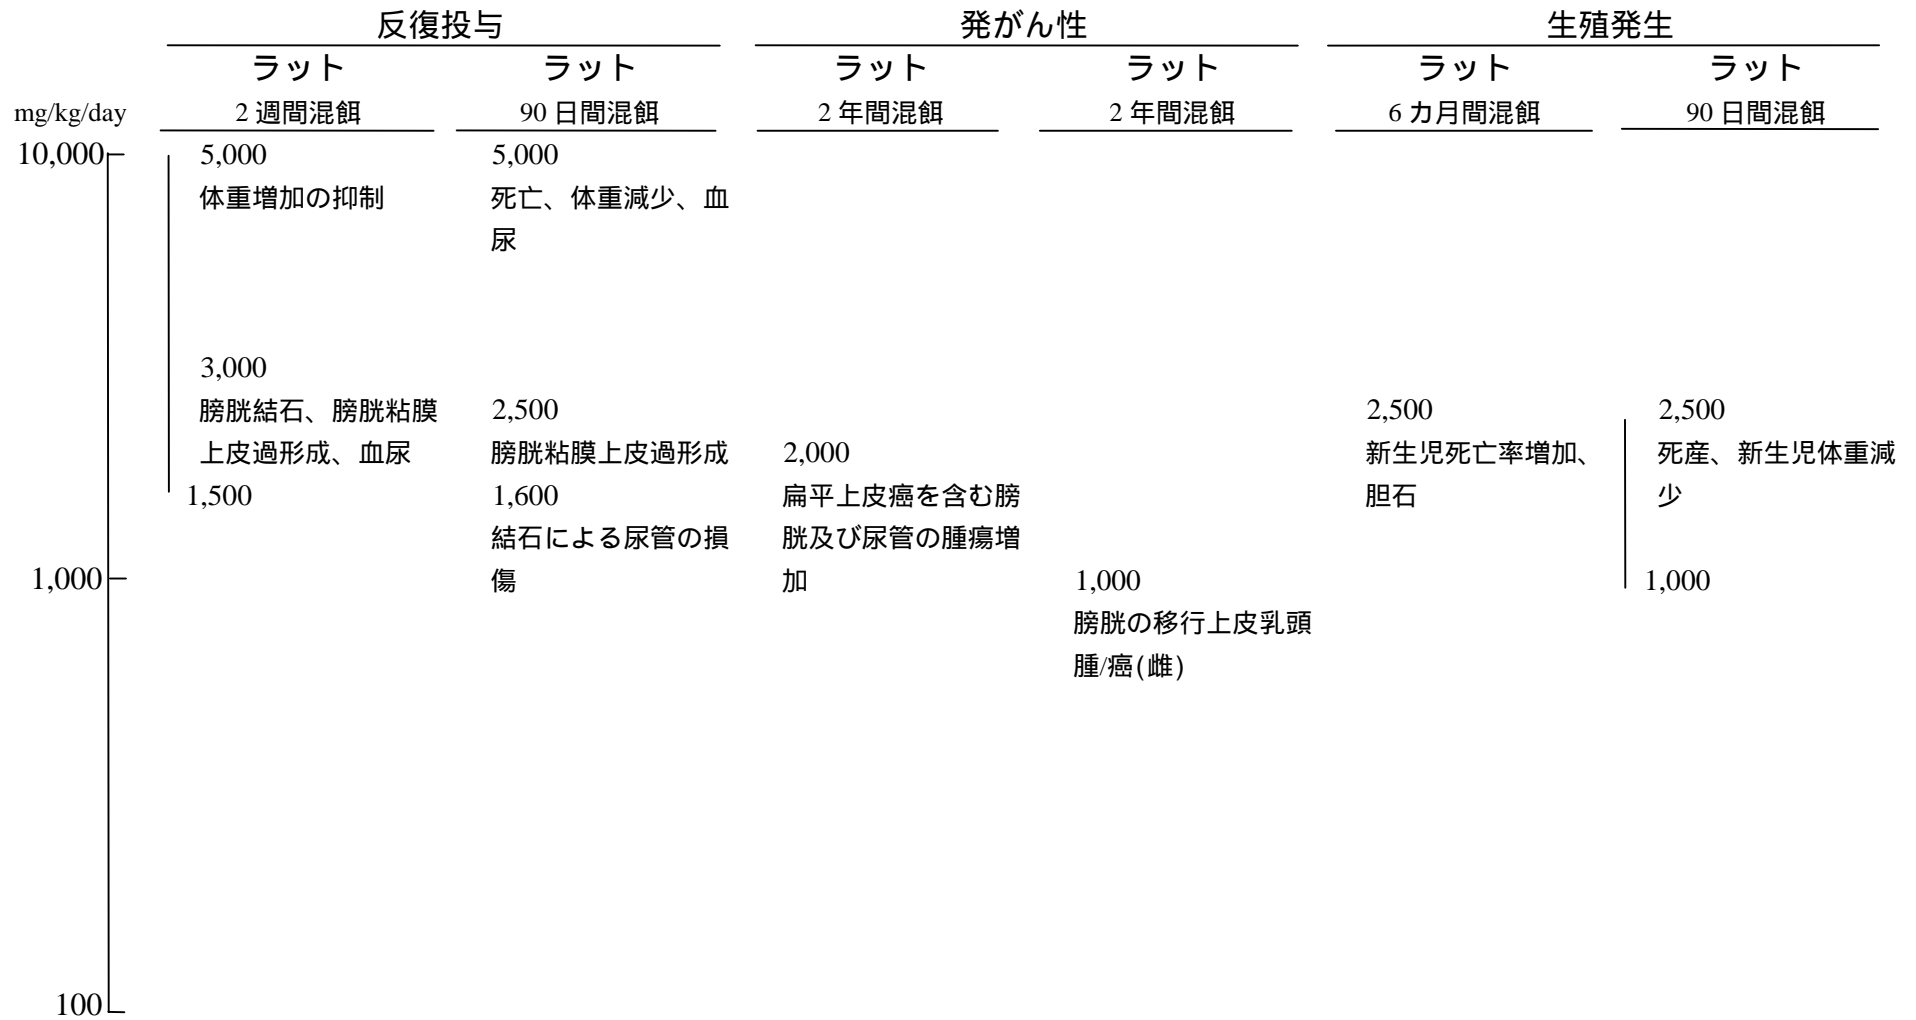 反復投与
発がん性
生殖発生
ラット
ラット
ラット
ラット
ラット
ラット
mg/kg/day
2 週間混餌
90 日間混餌
2 年間混餌
2 年間混餌
6 カ月間混餌
90 日間混餌
10,000
1,000
100
5,000
体重増加の抑制
3,000
膀胱結石、膀胱粘膜
上皮過形成、血尿
1,500
5,000
死亡、体重減少、血
尿
2,500
膀胱粘膜上皮過形成
1,600
結石による尿管の損
傷
2,000
扁平上皮癌を含む膀
胱及び尿管の腫瘍増
加
1,000
膀胱の移行上皮乳頭
腫/癌(雌)
2,500
新生児死亡率増加、
胆石
2,500
死産、新生児体重減
少
1,000